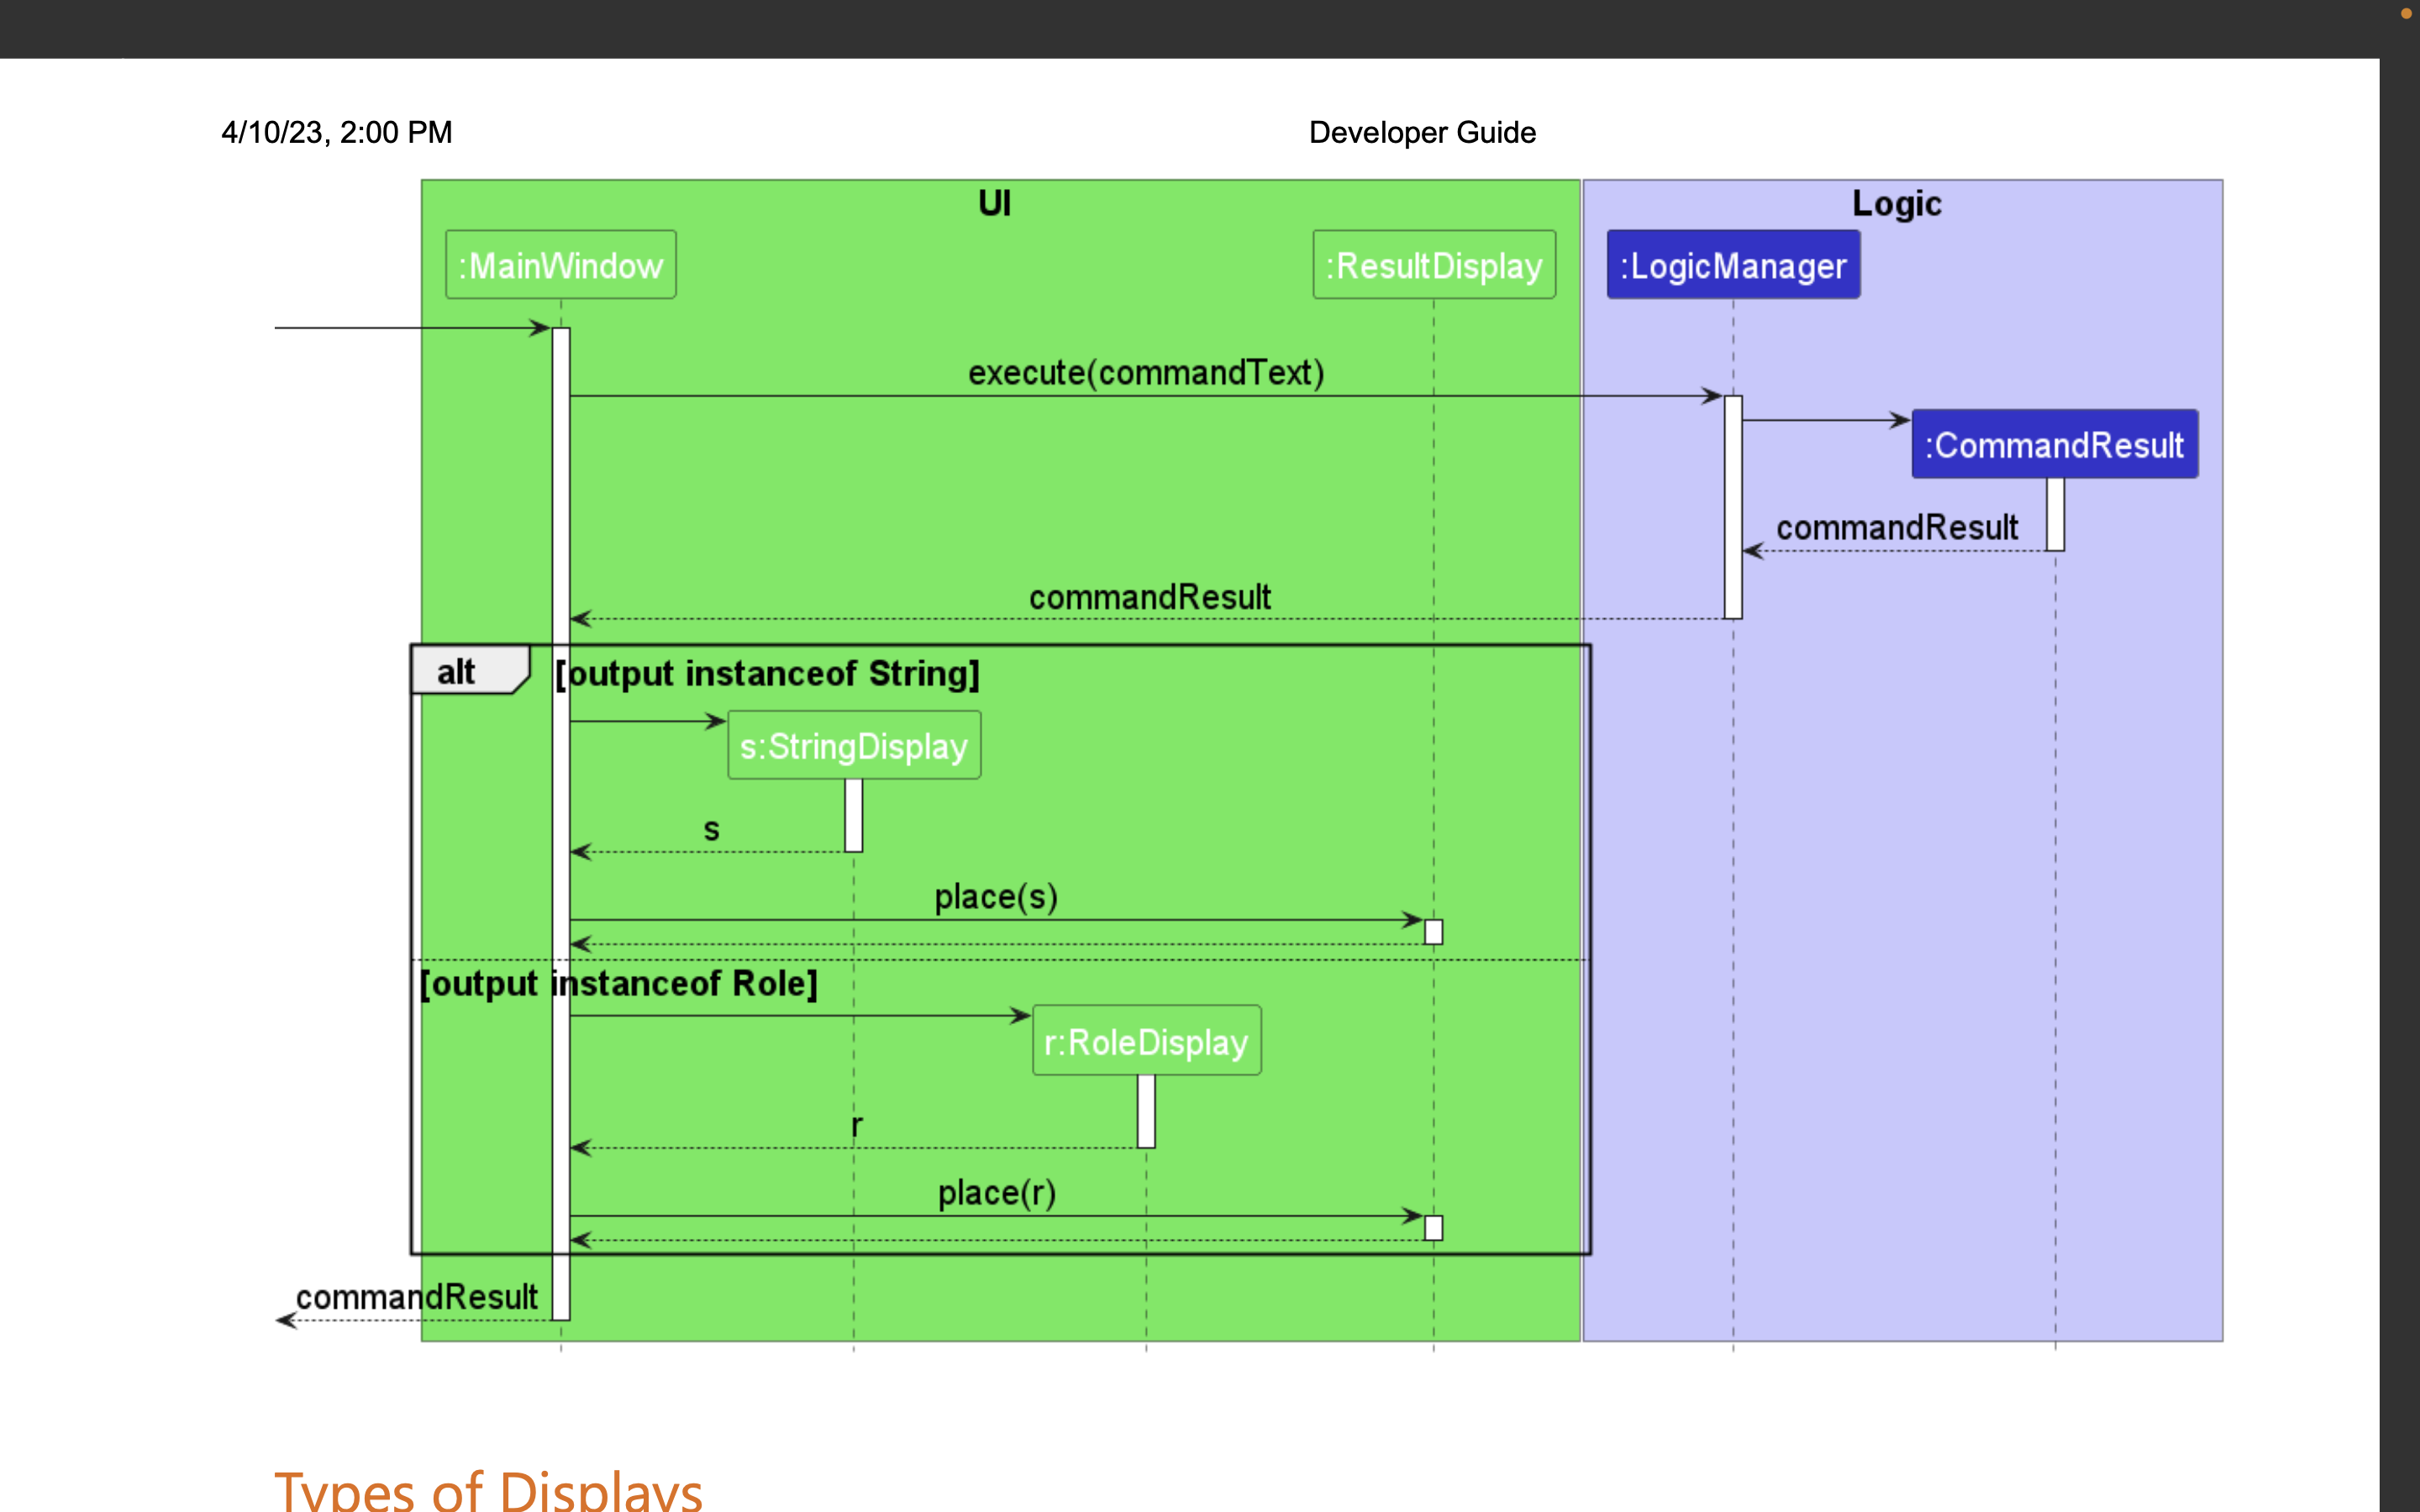 4/10/23, 2:00 PM
Developer Guide
UI
Logic
:MainWindow
:ResultDisplay
:LogicManager
execute(commandText)
:CommandResult
commandResult
commandResult
alt
[output instanceof String]
s:StringDisplay
s
place(s)
[output instanceof Role]
r:RoleDisplay
r
place(r)
commandResult
Types of Displays